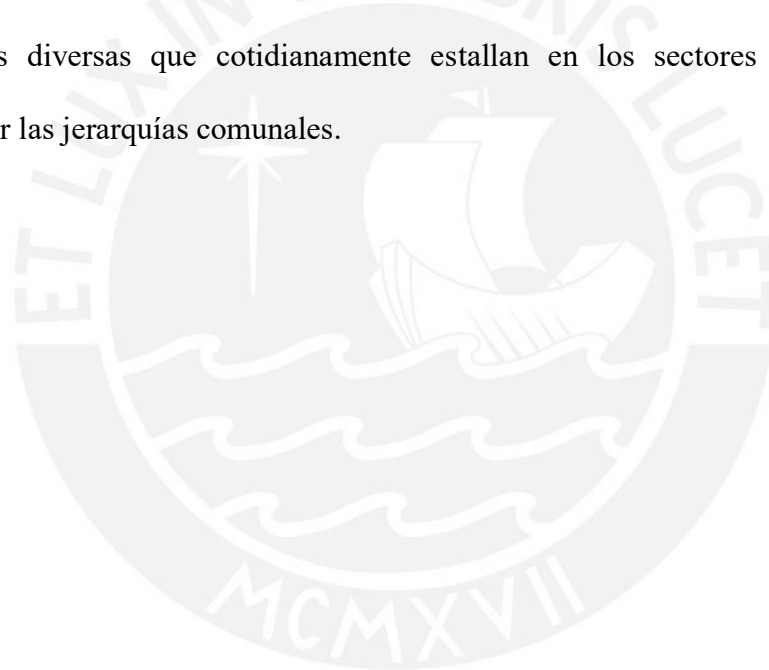 s diversas que cotidianamente estallan en los sectores
r las jerarquías comunales.
ET LUX IN TENEBRIS LUCET
MCMXVII